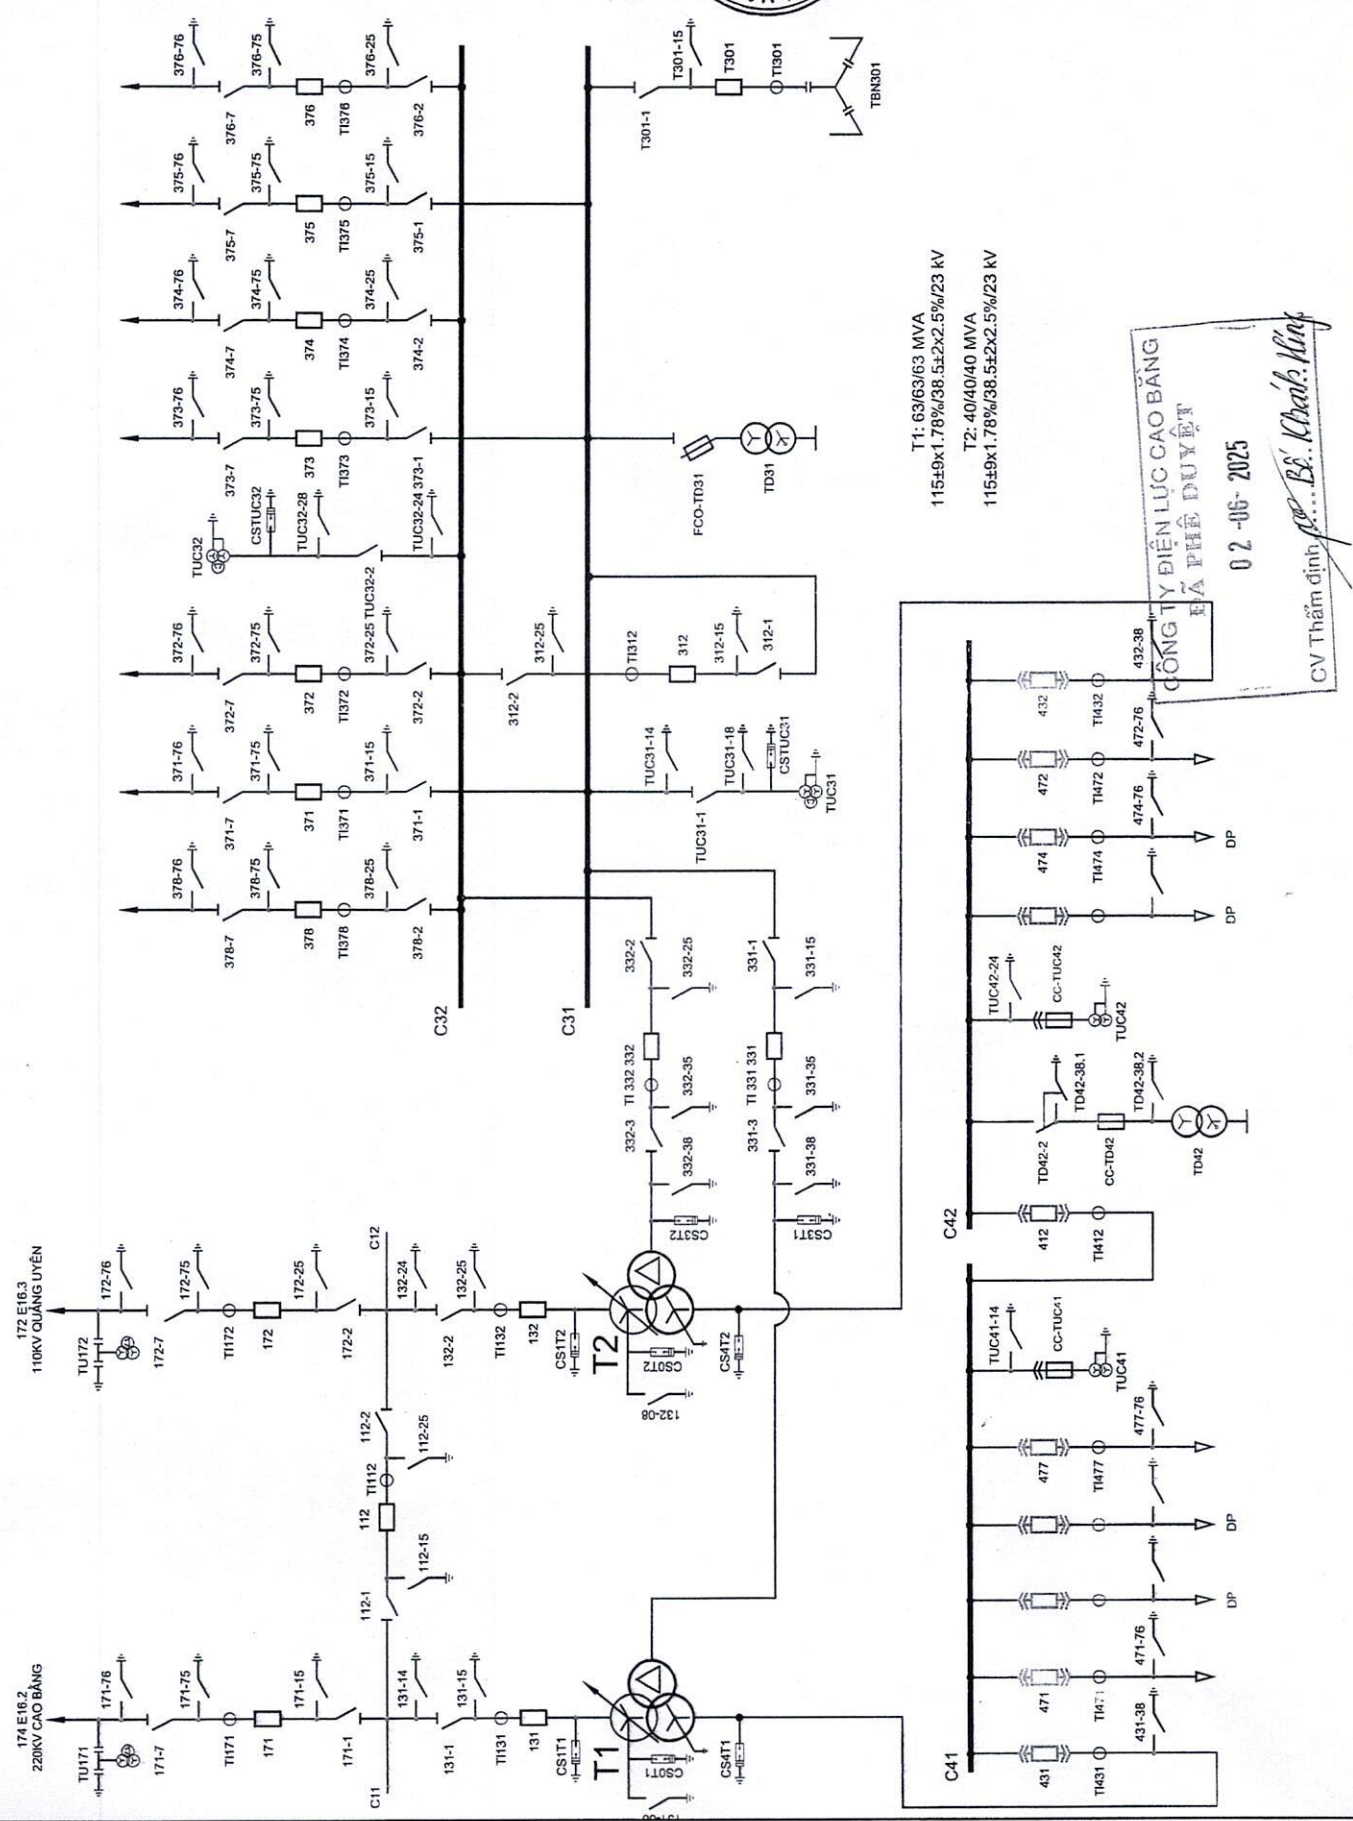 376-76
376-75
376-25
376-7
376
TI376
376-2
375-76
375-75
375-15
375-7
375
TI375
375-1
374-76
374-75
374-25
374-7
374
TI374
374-2
373-76
373-75
373-15
373-7
373
TI373
373-1
TUC32
CSTUC32
TUC32-28
TUC32-24
TUC32-2
372-76
372-75
372-25
372-7
372
TI372
372-2
371-76
371-75
371-15
371-7
371
TI371
371-1
378-76
378-75
378-25
378-7
378
TI378
378-2
C32
C31
T301-15
T301
TI301
T301-1
TBN301
FCO-TD31
TD31
312-25
312-2
TI312
312
312-15
312-1
TUC31-14
TUC31-18
CSTUC31
TUC31-1
TUC31
332-2
332-25
TI 332 332
332-35
332-3
332-38
CS3T2
331-1
331-15
TI 331 331
331-35
331-3
331-38
CS3T1
T1: 63/63/63 MVA
115±9x1.78%/38.5±2x2.5%/23 kV
T2: 40/40/40 MVA
115±9x1.78%/38.5±2x2.5%/23 kV
CÔNG TY ĐIỆN LỰC CAO BẰNG
ĐÃ PHÊ DUYỆT
02-06-2025
CV Thẩm định
172 E16.3
110KV QUẢNG UYÊN
TU172
172-76
172-7
172-75
TI172
172
172-25
172-2
C12
132-24
132-2
132-25
TI132
132
CS1T2
T2
CS0T2
132-08
CS4T2
112-2
112-25
TI112
112
112-15
112-1
174 E16.2
220KV CAO BẰNG
TU171
171-76
171-7
171-75
TI171
171
171-15
171-1
C11
131-14
131-1
131-15
TI131
131
CS1T1
T1
CS0T1
CS4T1
C42
432
TI432
432-38
472
TI472
472-76
474
TI474
474-76
DP
DP
TUC42-24
CC-TUC42
TUC42
TD42-2
TD42-38.1
CC-TD42
TD42-38.2
TD42
412
TI412
C41
TUC41-14
CC-TUC41
TUC41
477
TI477
477-76
DP
DP
471
TI471
471-76
431
TI431
431-38